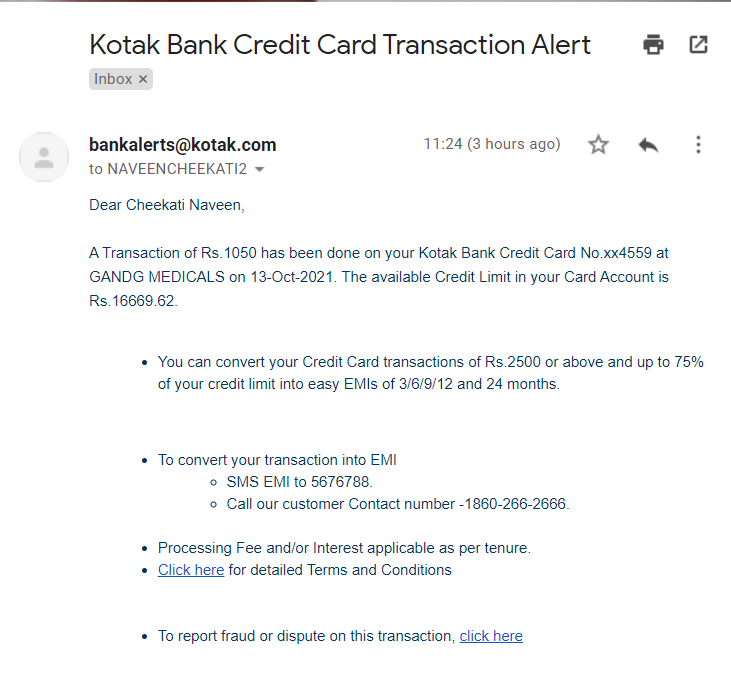 Kotak Bank Credit Card Transaction Alert
Inbox ×
bankalerts@kotak.com
11:24 (3 hours ago)
to NAVEENCHEEKATI2
Dear Cheekati Naveen,
A Transaction of Rs.1050 has been done on your Kotak Bank Credit Card No.xx4559 at
GANDG MEDICALS on 13-Oct-2021. The available Credit Limit in your Card Account is
Rs.16669.62.
• You can convert your Credit Card transactions of Rs.2500 or above and up to 75%
of your credit limit into easy EMIs of 3/6/9/12 and 24 months.
• To convert your transaction into EMI
○ SMS EMI to 5676788.
○ Call our customer Contact number -1860-266-2666.
• Processing Fee and/or Interest applicable as per tenure.
• Click here for detailed Terms and Conditions
• To report fraud or dispute on this transaction, click here